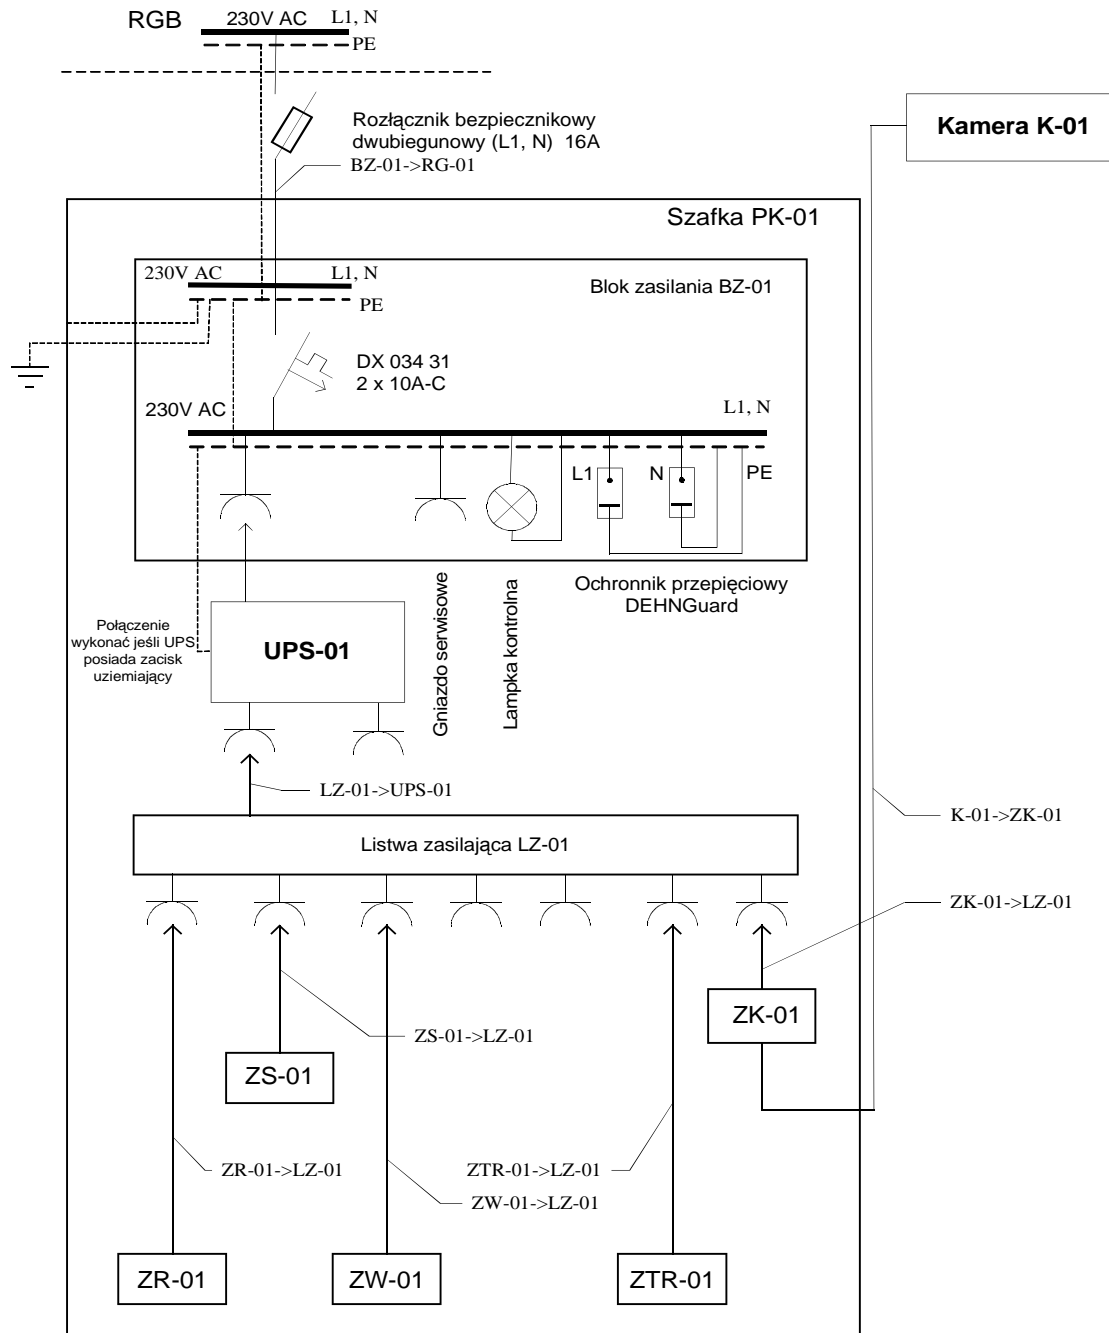 RGB
230V AC
L1, N
PE
Rozłącznik bezpiecznikowy
dwubiegunowy (L1, N) 16A
BZ-01->RG-01
Kamera K-01
Szafka PK-01
230V AC
L1, N
Blok zasilania BZ-01
PE
DX 034 31
2 x 10A-C
230V AC
L1, N
L1
N
PE
Ochronnik przepięciowy
DEHNGuard
Gniazdo serwisowe
Lampka kontrolna
Połączenie
wykonać jeśli UPS
posiada zacisk
uziemiający
UPS-01
LZ-01->UPS-01
K-01->ZK-01
Listwa zasilająca LZ-01
ZK-01->LZ-01
ZK-01
ZS-01->LZ-01
ZS-01
ZR-01->LZ-01
ZTR-01->LZ-01
ZW-01->LZ-01
ZR-01
ZW-01
ZTR-01